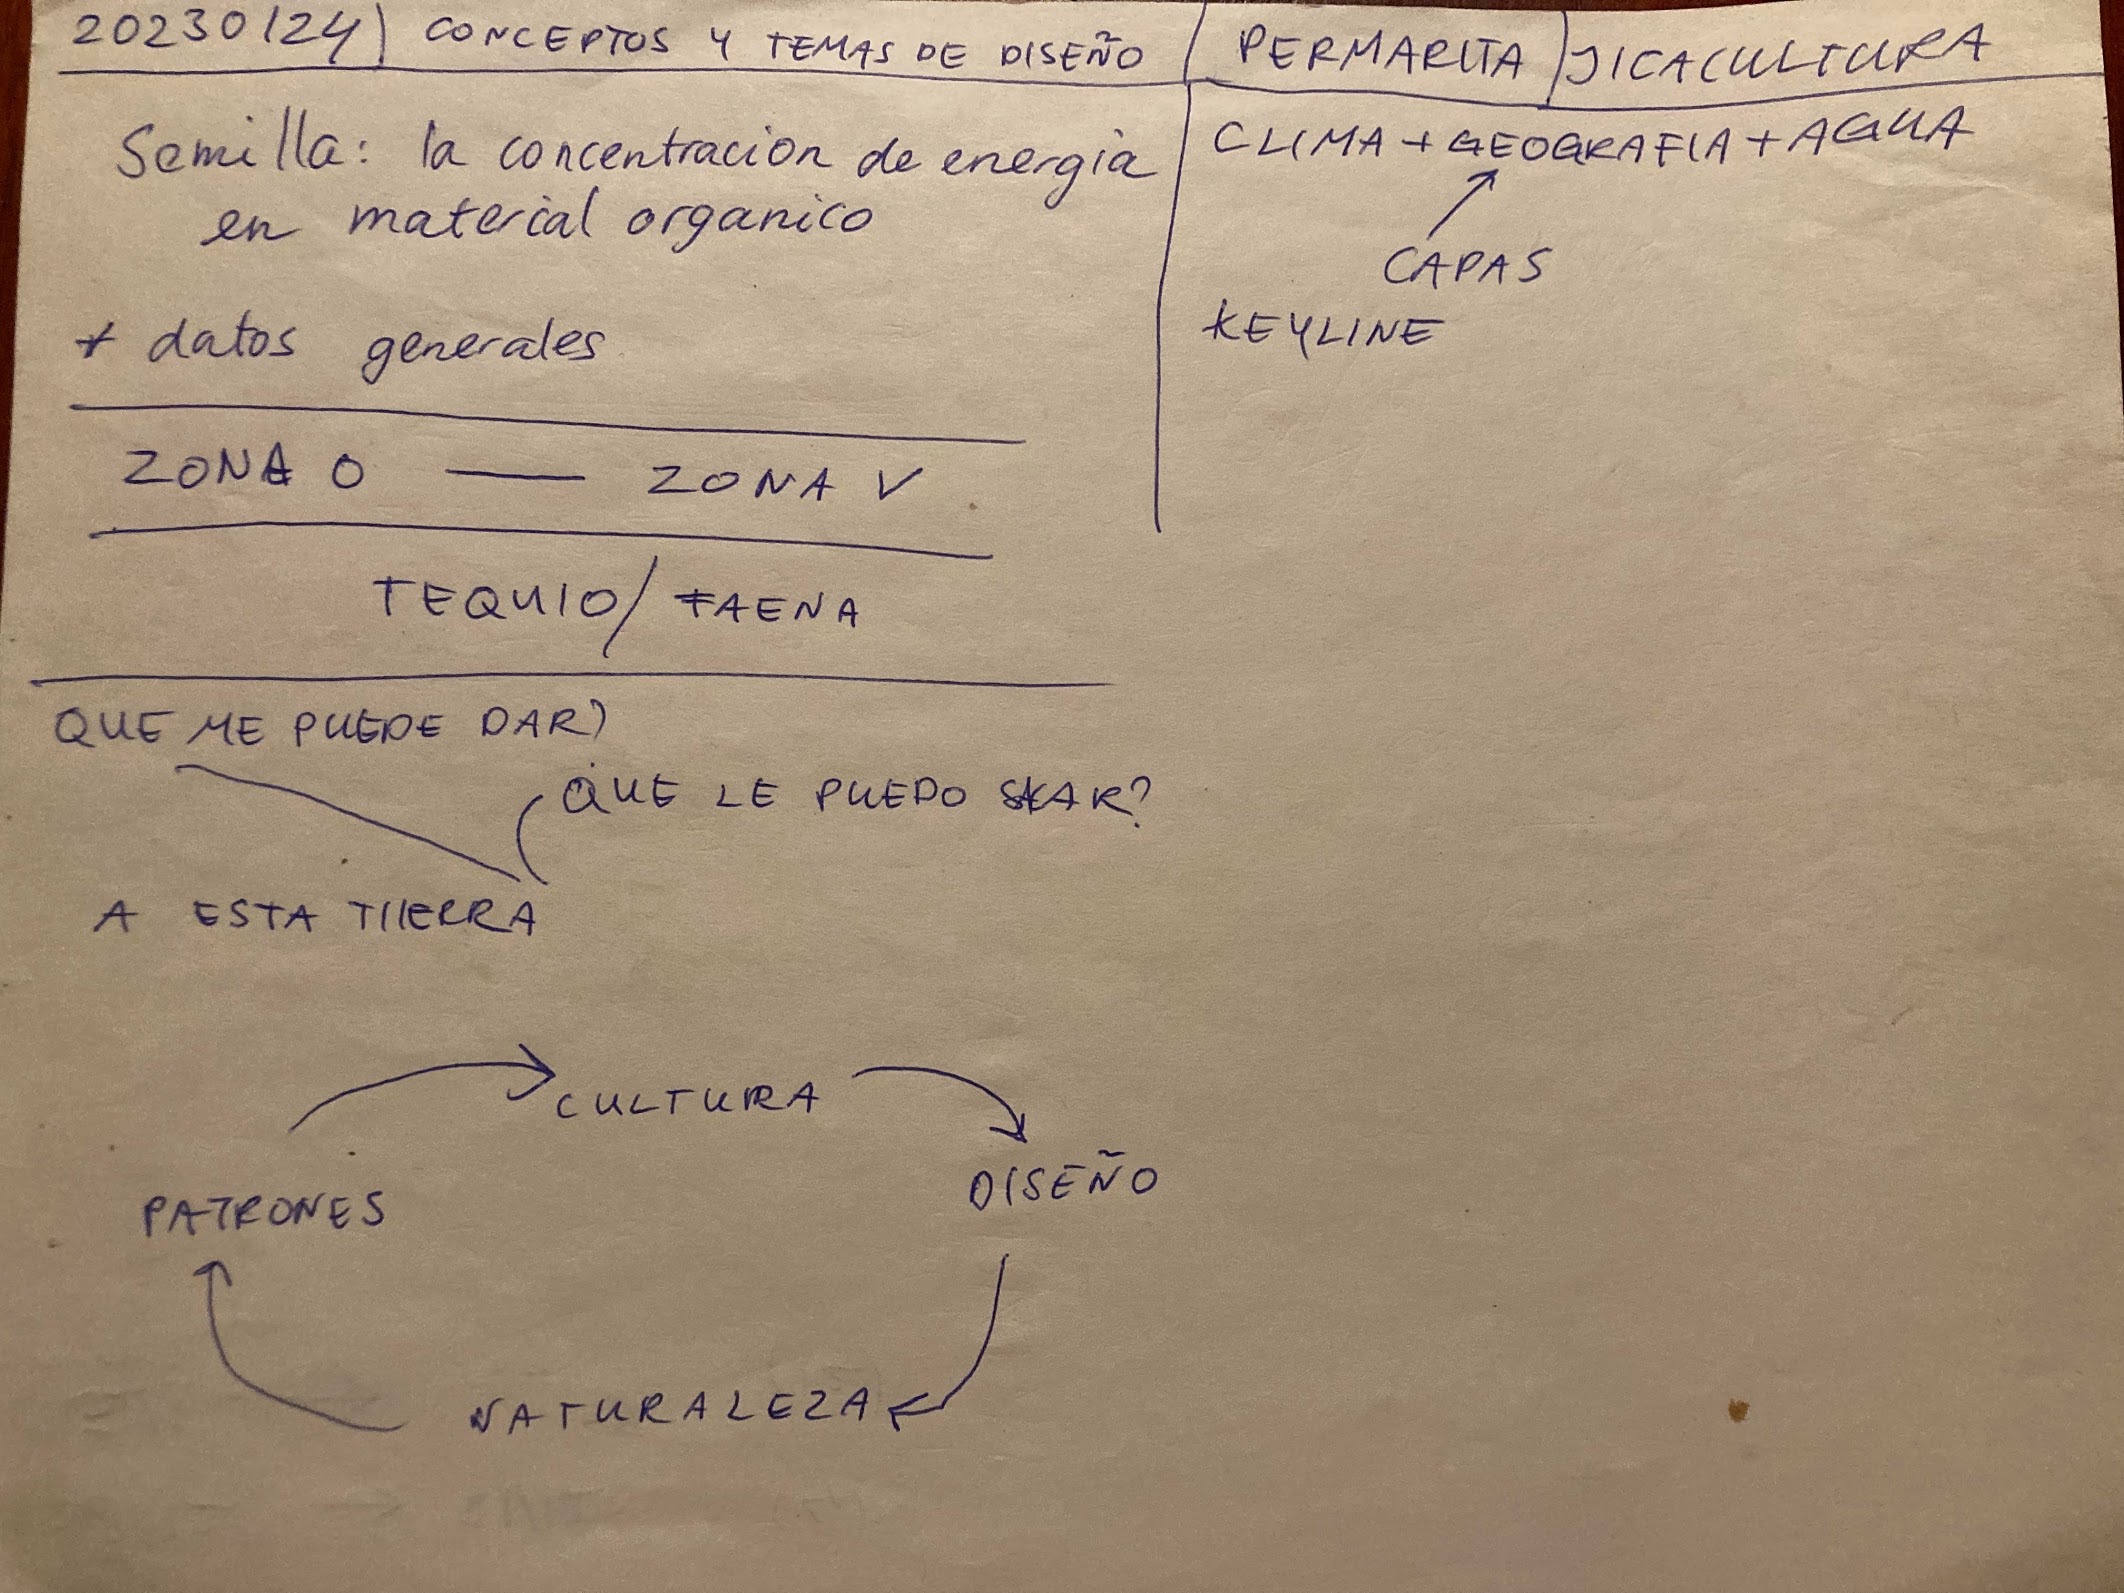 20230124) CONCEPTOS Y TEMAS DE DISEÑO
PERMARUTA
JICACULTURA
Semilla: la concentracion de energia
en material organico
+ datos generales
CLIMA + GEOGRAFIA + AGUA
CAPAS
KEYLINE
ZONA 0 — ZONA V
TEQUIO / FAENA
QUE ME PUEDE DAR?
QUE LE PUEDO SKAR?
A ESTA TIIERRA
CULTURA
DISEÑO
PATRONES
NATURALEZA